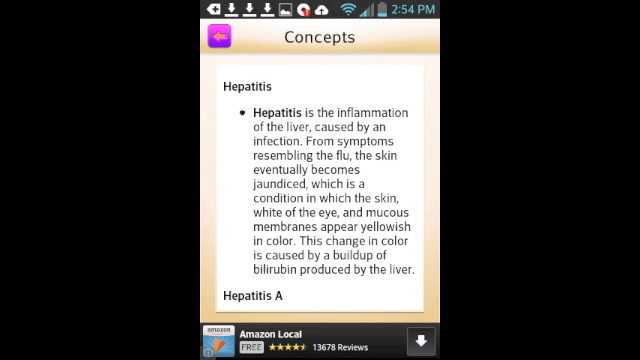 2:54 PM
Concepts
Hepatitis
• Hepatitis is the inflammation
of the liver, caused by an
infection. From symptoms
resembling the flu, the skin
eventually becomes
jaundiced, which is a
condition in which the skin,
white of the eye, and mucous
membranes appear yellowish
in color. This change in color
is caused by a buildup of
bilirubin produced by the liver.
Hepatitis A
amazon
Amazon Local
FREE 13678 Reviews